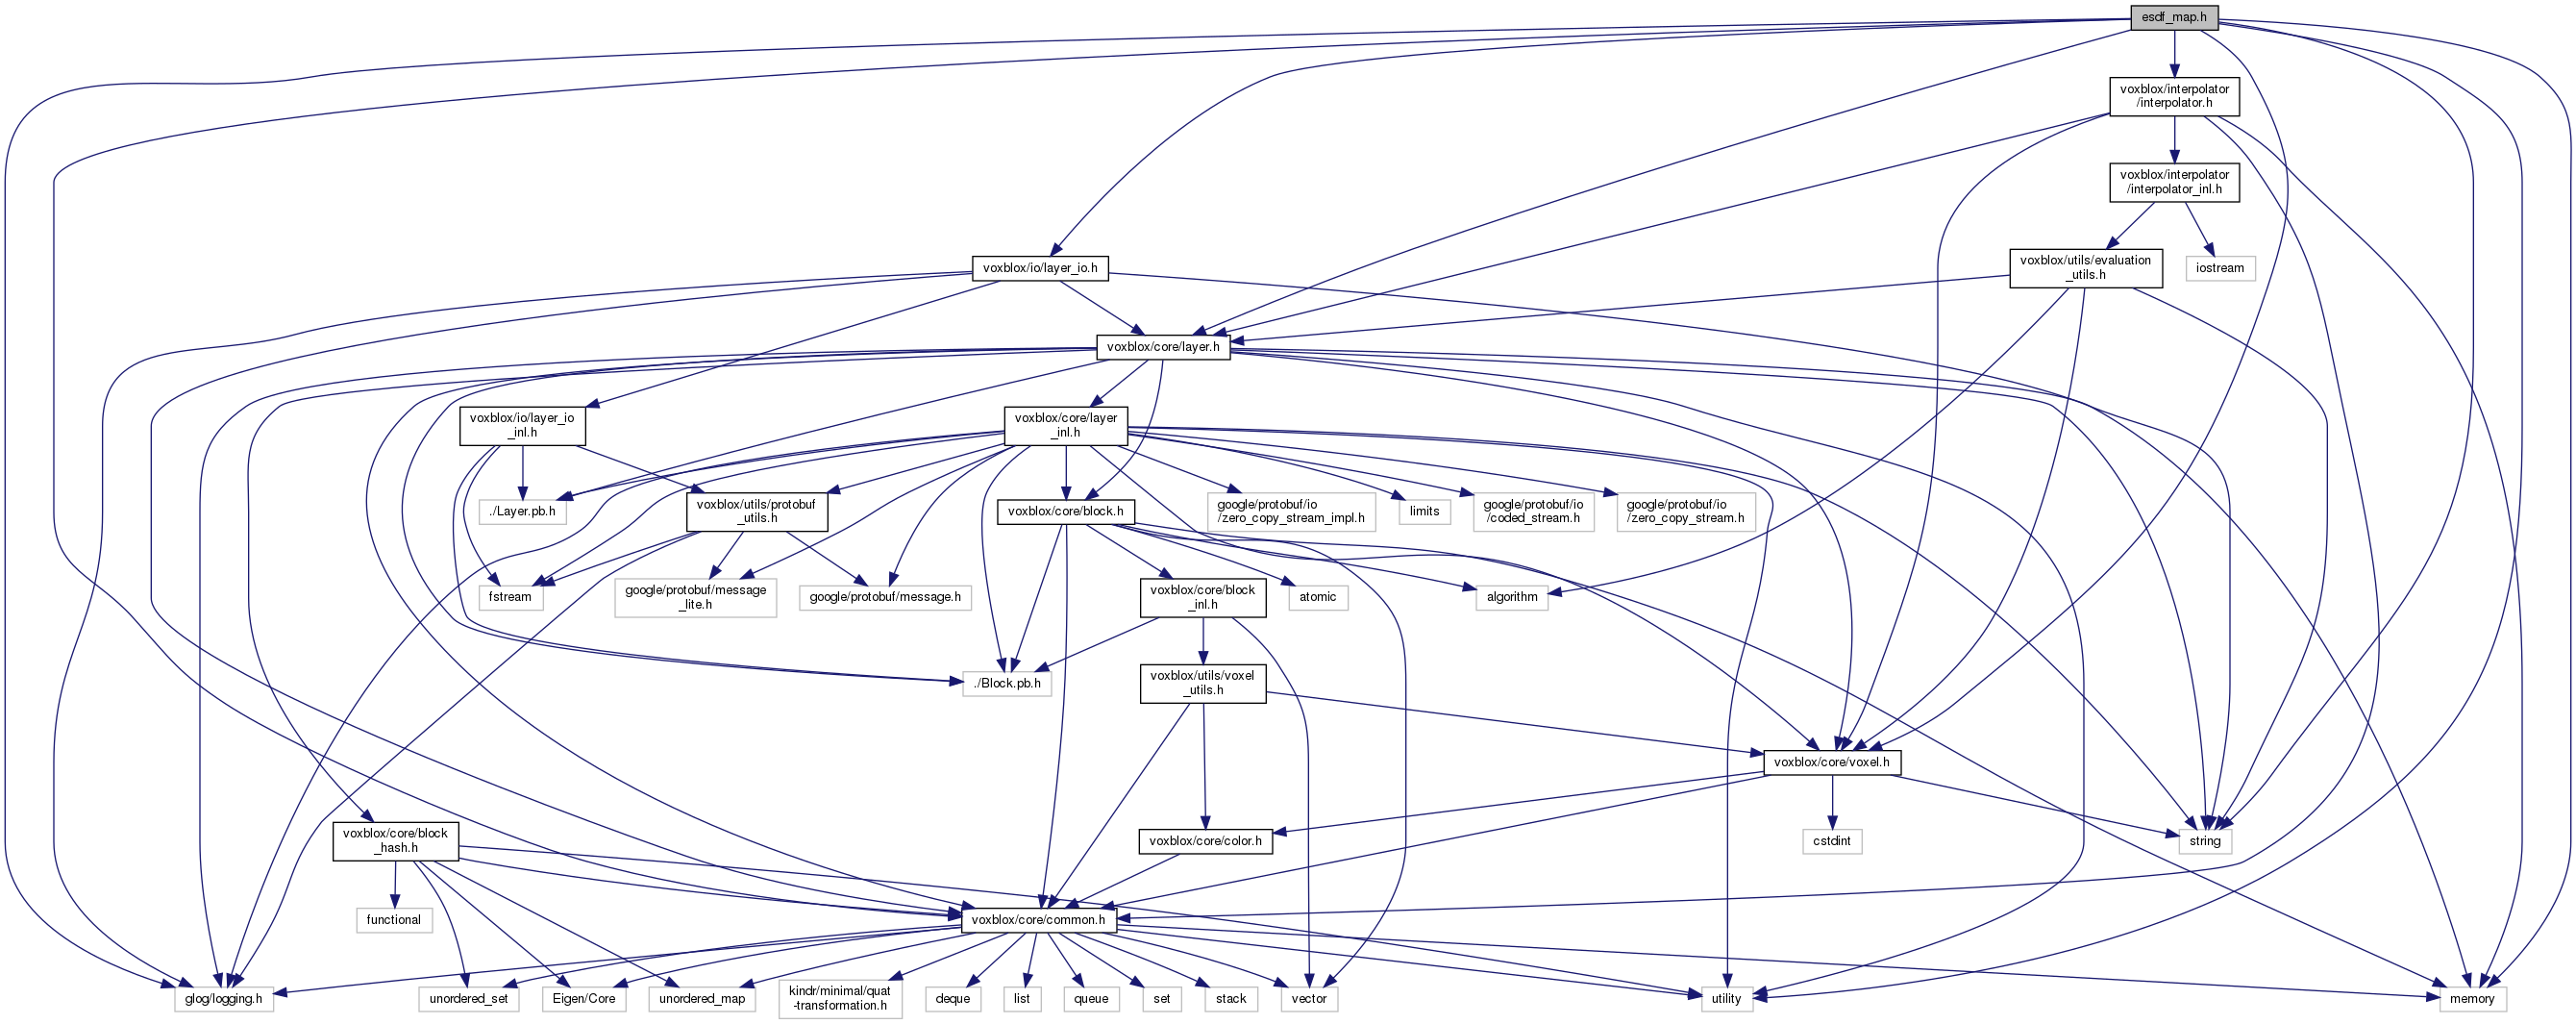 esdf_map.h
voxblox/interpolator
/interpolator.h
voxblox/interpolator
/interpolator_inl.h
voxblox/io/layer_io.h
voxblox/utils/evaluation
_utils.h
iostream
voxblox/core/layer.h
voxblox/io/layer_io
_inl.h
voxblox/core/layer
_inl.h
./Layer.pb.h
voxblox/utils/protobuf
_utils.h
voxblox/core/block.h
google/protobuf/io
/zero_copy_stream_impl.h
limits
google/protobuf/io
/coded_stream.h
google/protobuf/io
/zero_copy_stream.h
fstream
google/protobuf/message
_lite.h
google/protobuf/message.h
voxblox/core/block
_inl.h
atomic
algorithm
./Block.pb.h
voxblox/utils/voxel
_utils.h
voxblox/core/voxel.h
voxblox/core/block
_hash.h
voxblox/core/color.h
cstdint
string
functional
voxblox/core/common.h
glog/logging.h
unordered_set
Eigen/Core
unordered_map
kindr/minimal/quat
-transformation.h
deque
list
queue
set
stack
vector
utility
memory